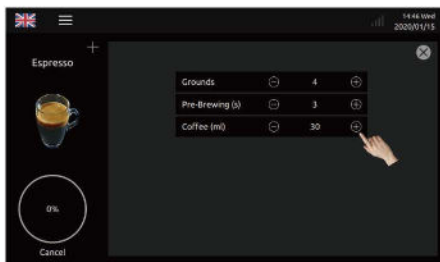 14:46 Wed
2020/01/15
Espresso
Grounds 4
Pre-Brewing (s) 3
Coffee (ml) 30
0%
Cancel